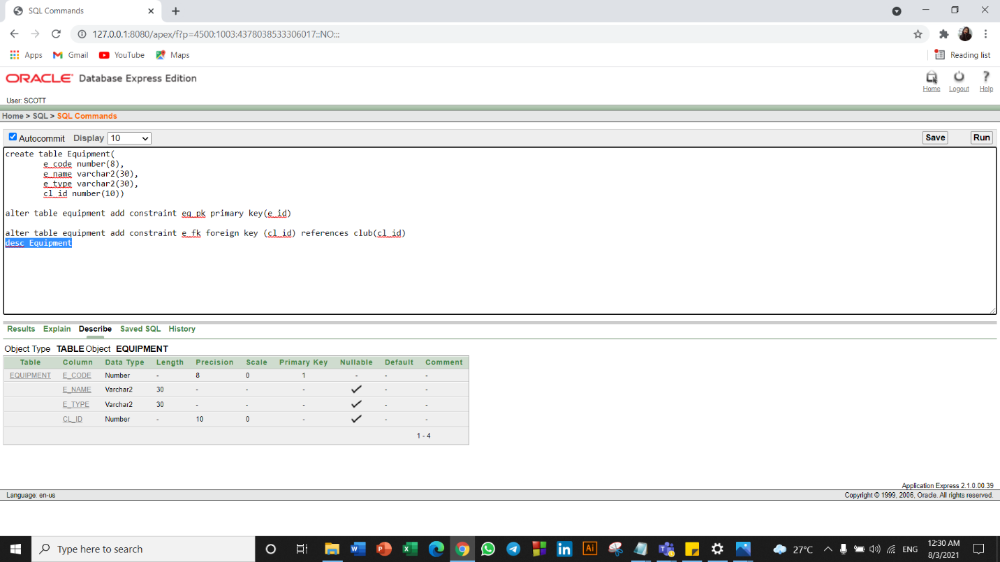 SQL Commands
127.0.0.1:8080/apex/f?p=4500:1003:4378038533306017::NO:::
Apps Gmail YouTube Maps Reading list
ORACLE Database Express Edition
Home Logout Help
User: SCOTT
Home > SQL > SQL Commands
Autocommit Display 10 Save Run
create table Equipment(
e_code number(8),
e_name varchar2(30),
e_type varchar2(30),
cl_id number(10))
alter table equipment add constraint eq_pk primary key(e_id)
alter table equipment add constraint e_fk foreign key (cl_id) references club(cl_id)
desc Equipment
Results Explain Describe Saved SQL History
Object Type TABLE Object EQUIPMENT
Table Column Data Type Length Precision Scale Primary Key Nullable Default Comment
EQUIPMENT E_CODE Number - 8 0 1 - - -
E_NAME Varchar2 30 - - - - -
E_TYPE Varchar2 30 - - - - -
CL_ID Number - 10 0 - - -
1 - 4
Application Express 2.1.0.00.39
Language: en-us Copyright © 1999, 2006, Oracle. All rights reserved.
Type here to search 27°C ENG 12:30 AM
8/3/2021